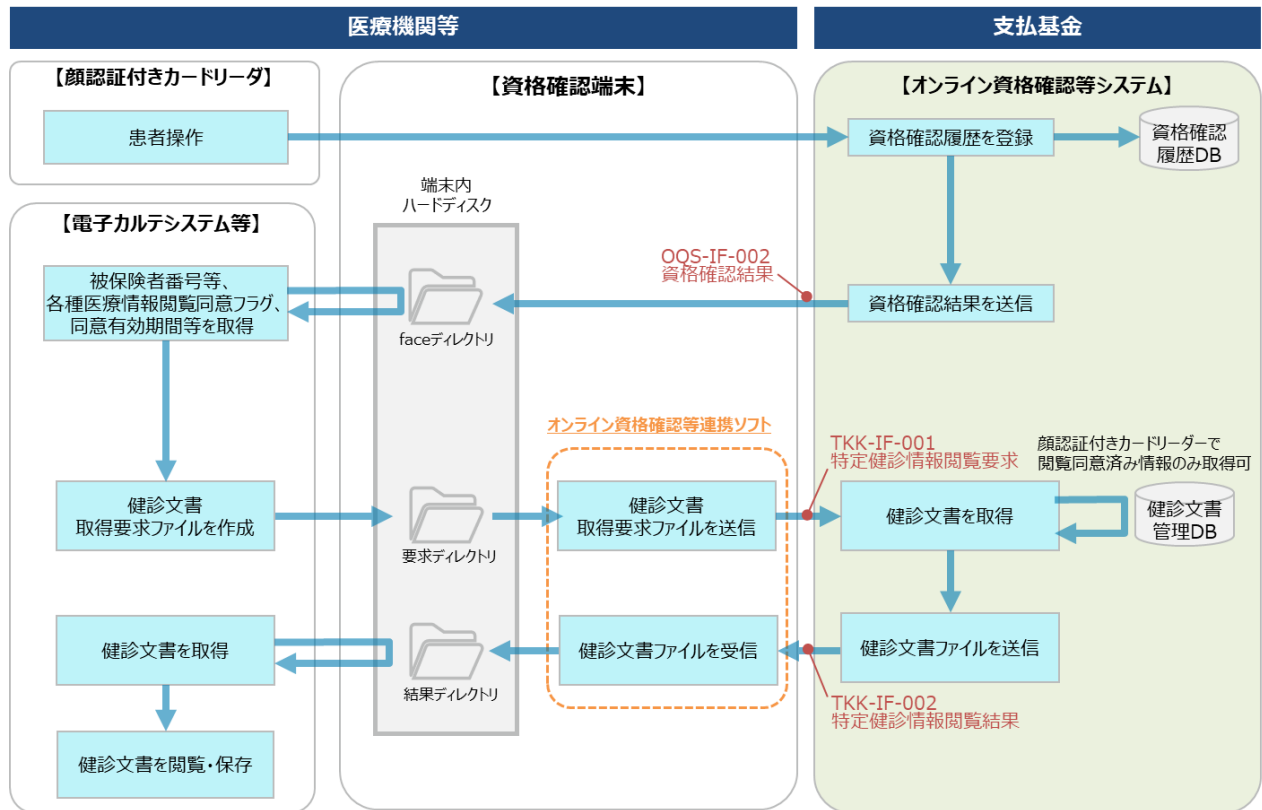 医療機関等
支払基金
【顔認証付きカードリーダ】
患者操作
【資格確認端末】
【オンライン資格確認等システム】
資格確認履歴を登録
資格確認
履歴DB
端末内
ハードディスク
【電子カルテシステム等】
被保険者番号等、
各種医療情報閲覧同意フラグ、
同意有効期間等を取得
faceディレクトリ
OQS-IF-002
資格確認結果
資格確認結果を送信
オンライン資格確認等連携ソフト
TKK-IF-001
特定健診情報閲覧要求
顔認証付きカードリーダーで
閲覧同意済み情報のみ取得可
健診文書
取得要求ファイルを作成
要求ディレクトリ
健診文書
取得要求ファイルを送信
健診文書を取得
健診文書
管理DB
健診文書を取得
結果ディレクトリ
健診文書ファイルを受信
健診文書ファイルを送信
TKK-IF-002
特定健診情報閲覧結果
健診文書を閲覧・保存